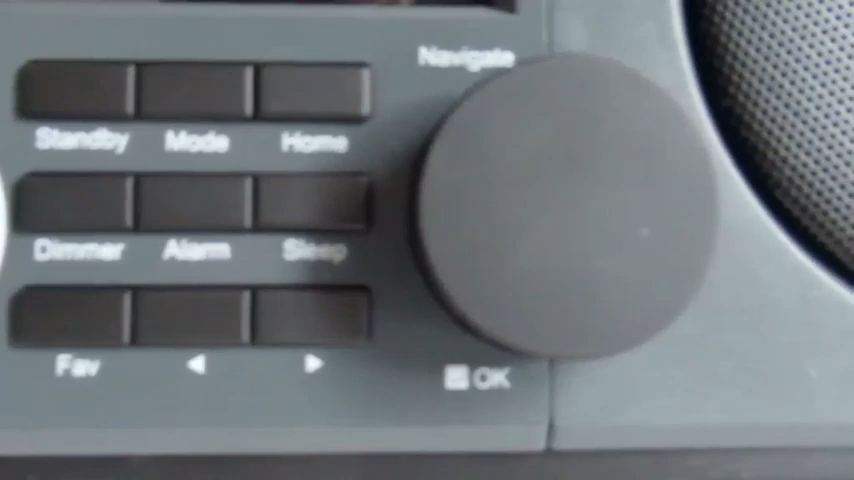 Navigate
Standby Mode Home
Dimmer Alarm Sleep
Fav ◀ ▶
OK